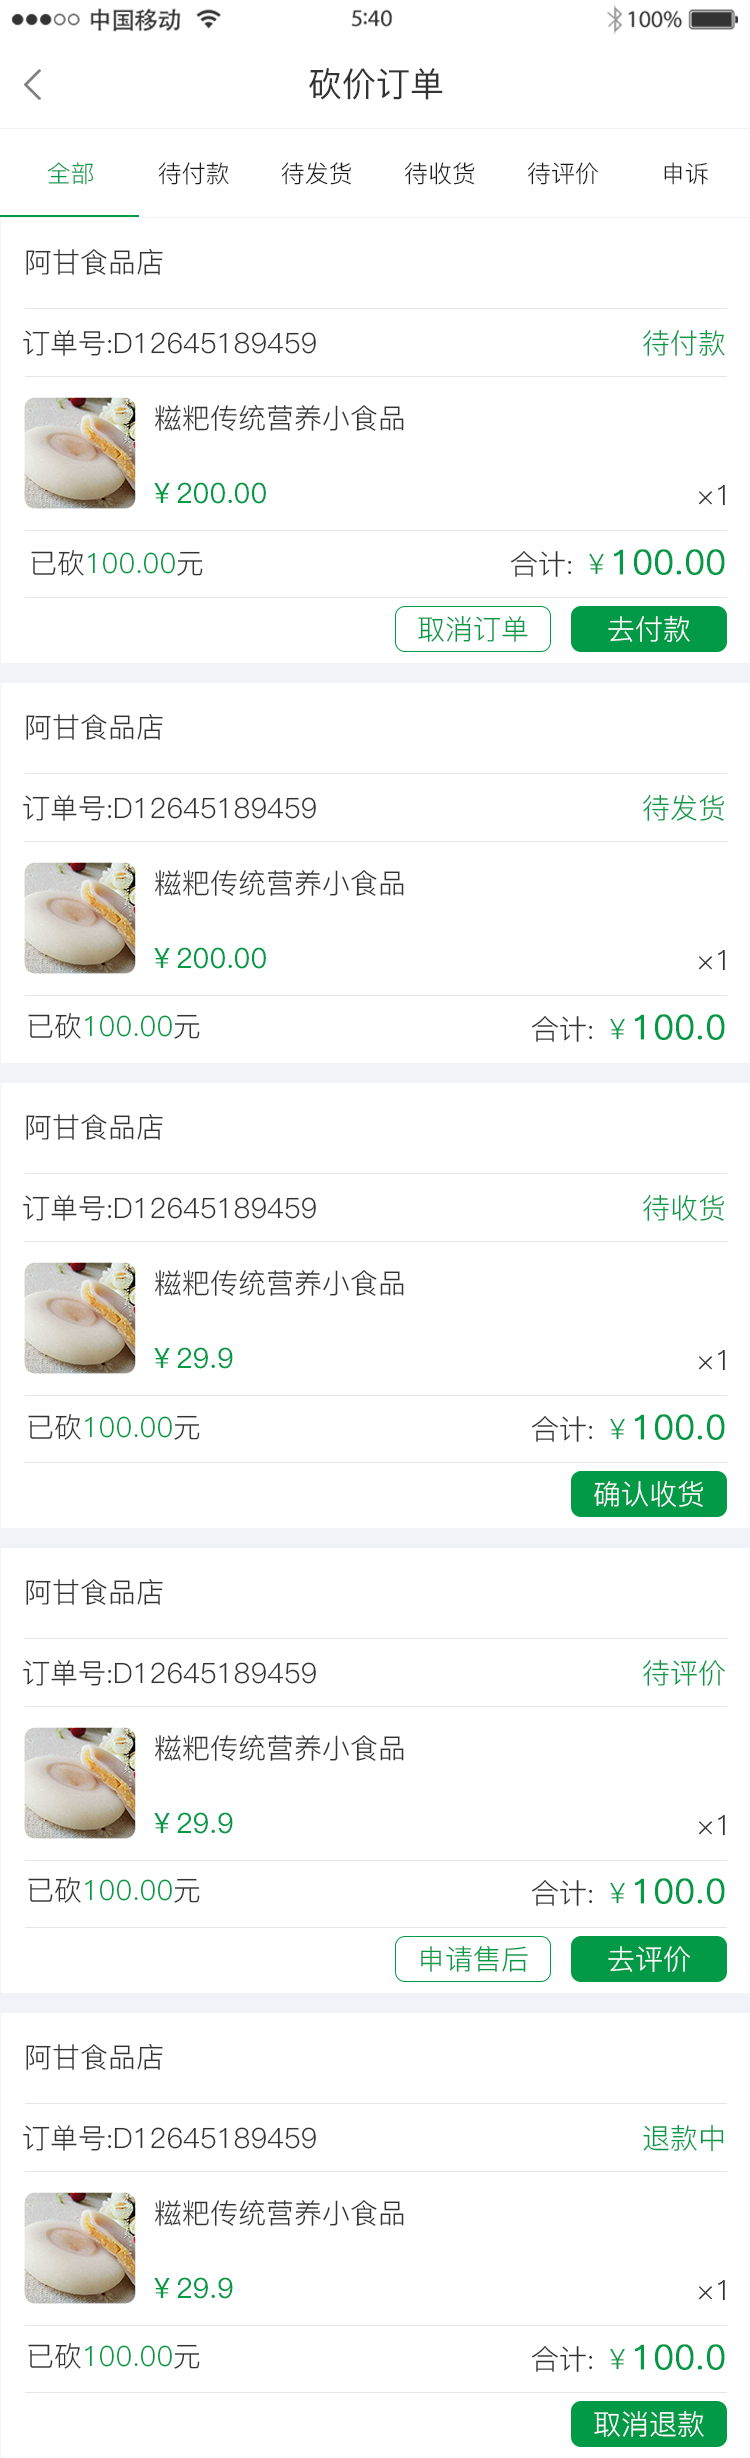 中国移动 5:40 100%
砍价订单
全部 待付款 待发货 待收货 待评价 申诉
阿甘食品店
订单号:D12645189459 待付款
糍粑传统营养小食品
¥ 200.00 ×1
已砍100.00元 合计: ¥ 100.00
取消订单 去付款
阿甘食品店
订单号:D12645189459 待发货
糍粑传统营养小食品
¥ 200.00 ×1
已砍100.00元 合计: ¥ 100.0
阿甘食品店
订单号:D12645189459 待收货
糍粑传统营养小食品
¥ 29.9 ×1
已砍100.00元 合计: ¥ 100.0
确认收货
阿甘食品店
订单号:D12645189459 待评价
糍粑传统营养小食品
¥ 29.9 ×1
已砍100.00元 合计: ¥ 100.0
申请售后 去评价
阿甘食品店
订单号:D12645189459 退款中
糍粑传统营养小食品
¥ 29.9 ×1
已砍100.00元 合计: ¥ 100.0
取消退款